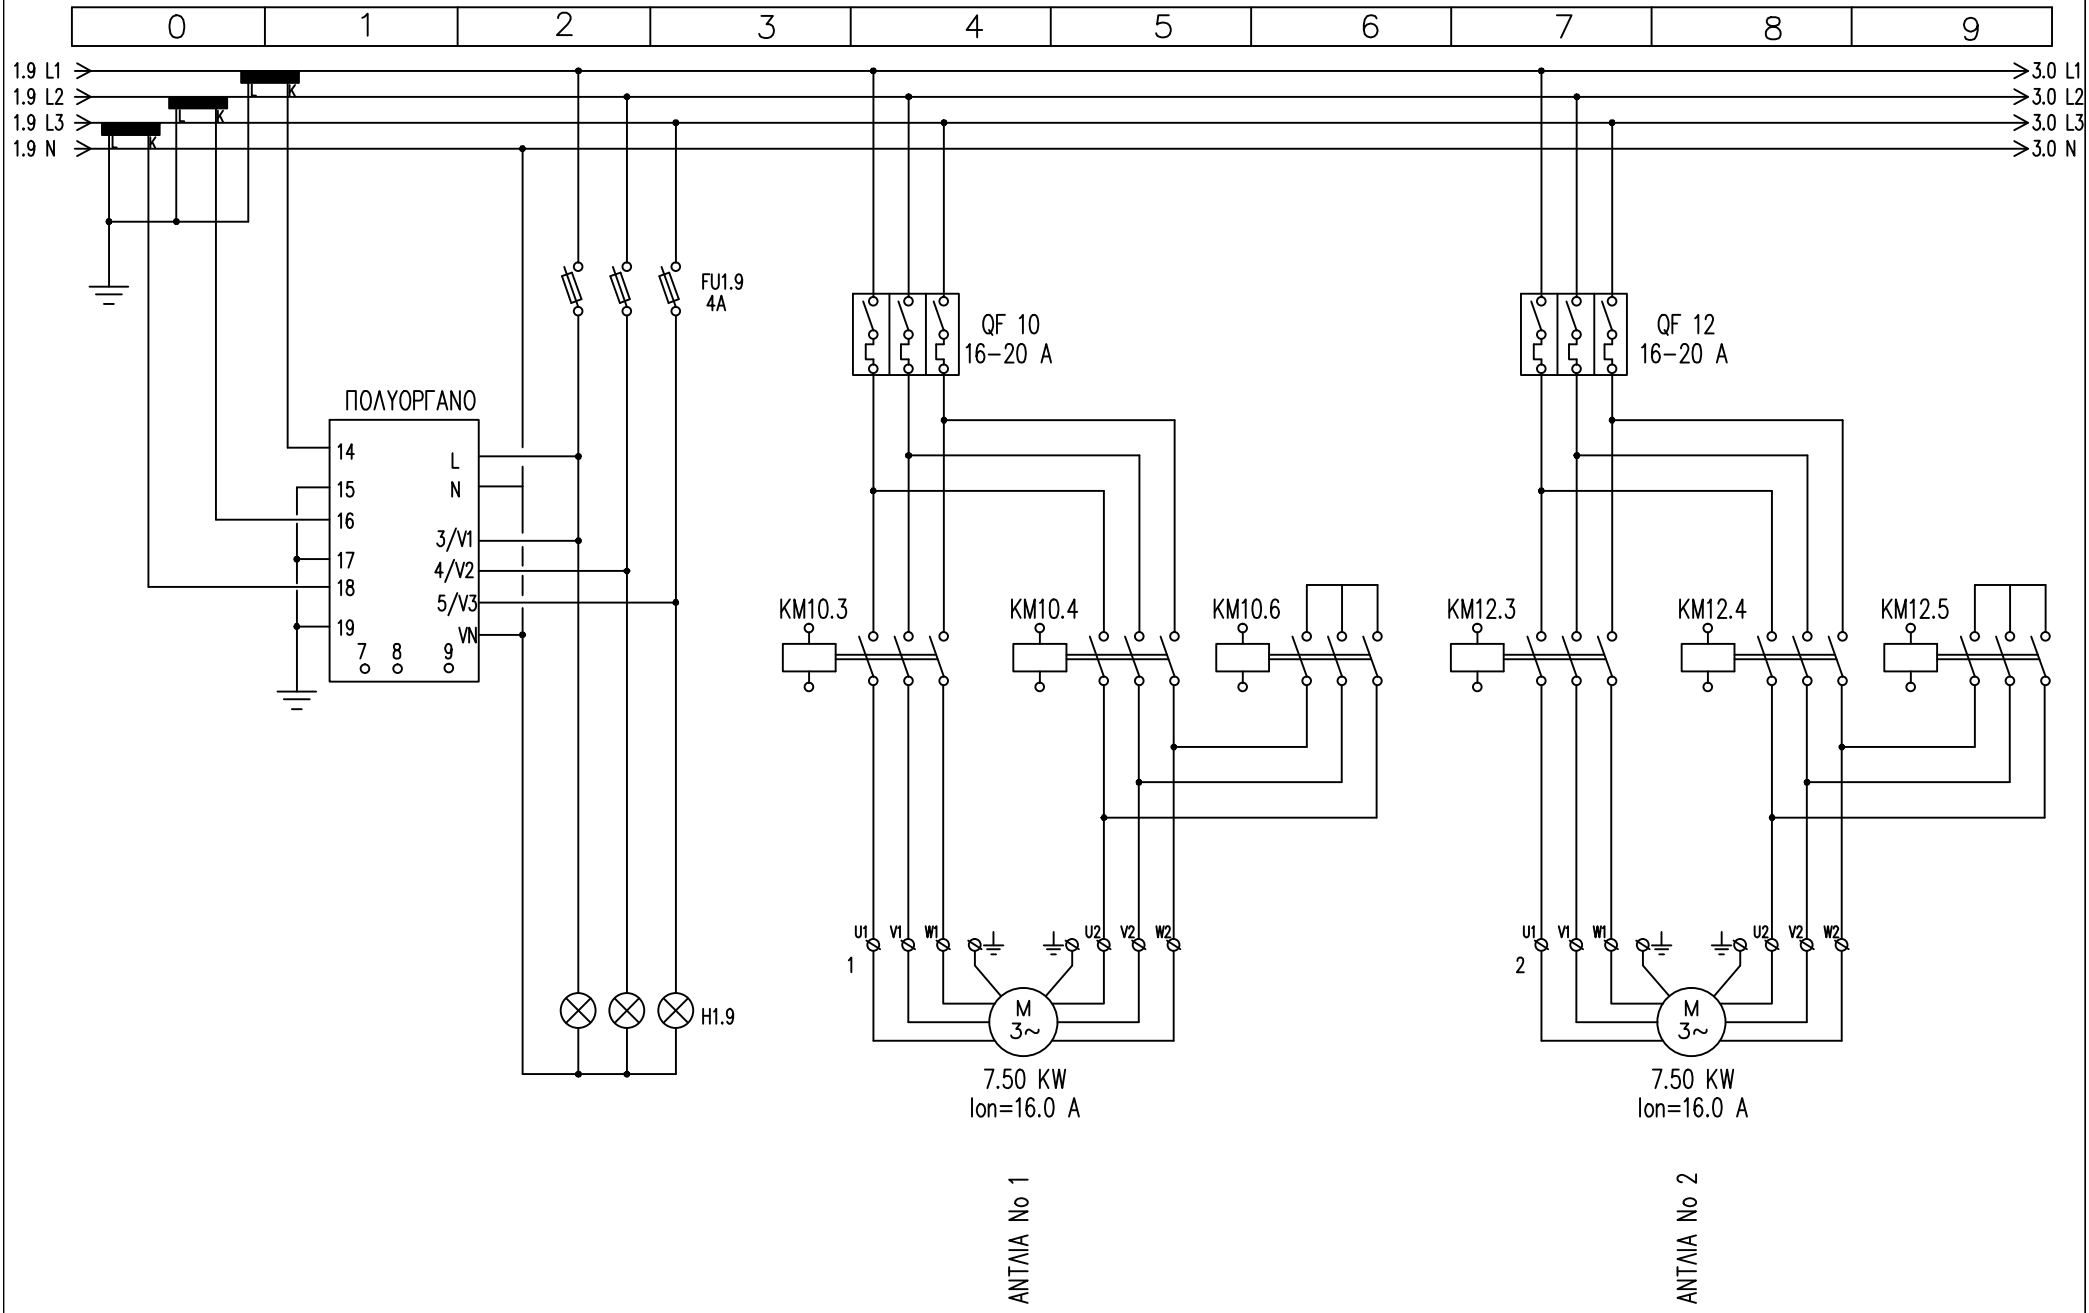 0 1 2 3 4 5 6 7 8 9
1.9 L1
3.0 L1
L K
1.9 L2
3.0 L2
L K
1.9 L3
3.0 L3
L K
1.9 N
3.0 N
FU1.9
4A
QF 10
16-20 A
QF 12
16-20 A
ΠΟΛΥΟΡΓΑΝΟ
14
15
16
17
18
19
L
N
3/V1
4/V2
5/V3
VN
7 8 9
KM10.3
KM10.4
KM10.6
KM12.3
KM12.4
KM12.5
U1 V1 W1
U2 V2 W2
1
U1 V1 W1
U2 V2 W2
2
H1.9
M
3~
7.50 KW
Ion=16.0 A
M
3~
7.50 KW
Ion=16.0 A
ΑΝΤΛΙΑ No 1
ΑΝΤΛΙΑ No 2